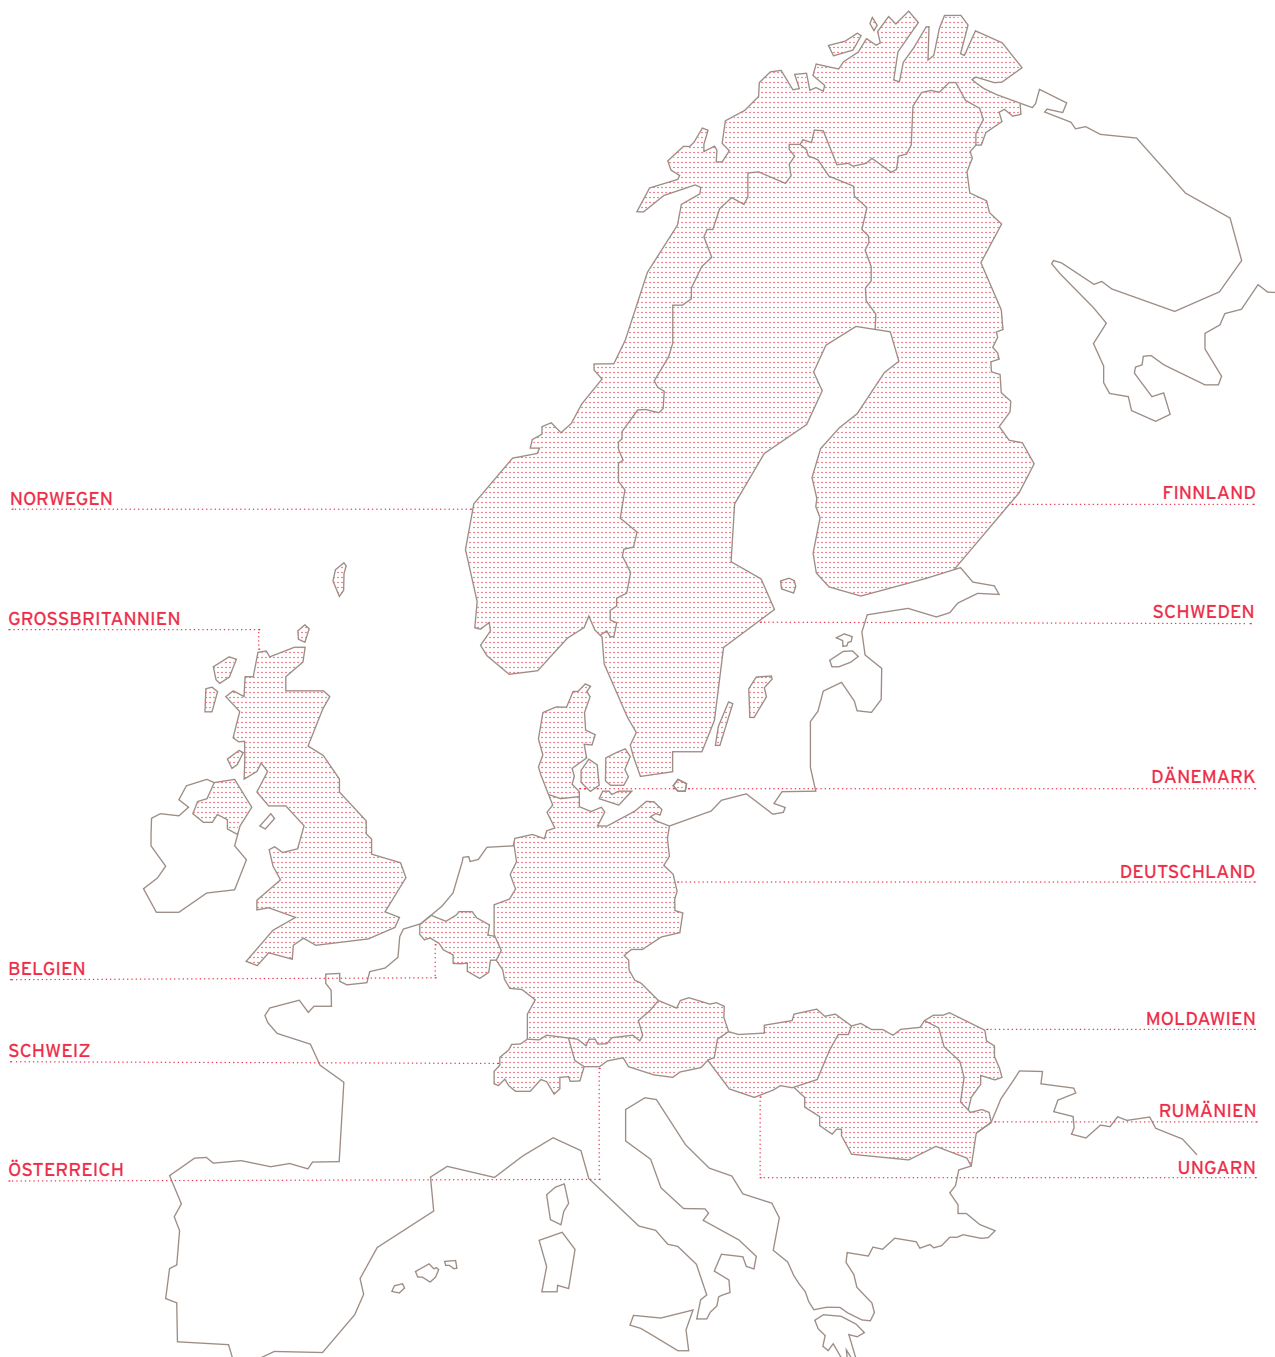 NORWEGEN
FINNLAND
GROSSBRITANNIEN
SCHWEDEN
DÄNEMARK
DEUTSCHLAND
BELGIEN
MOLDAWIEN
SCHWEIZ
RUMÄNIEN
ÖSTERREICH
UNGARN